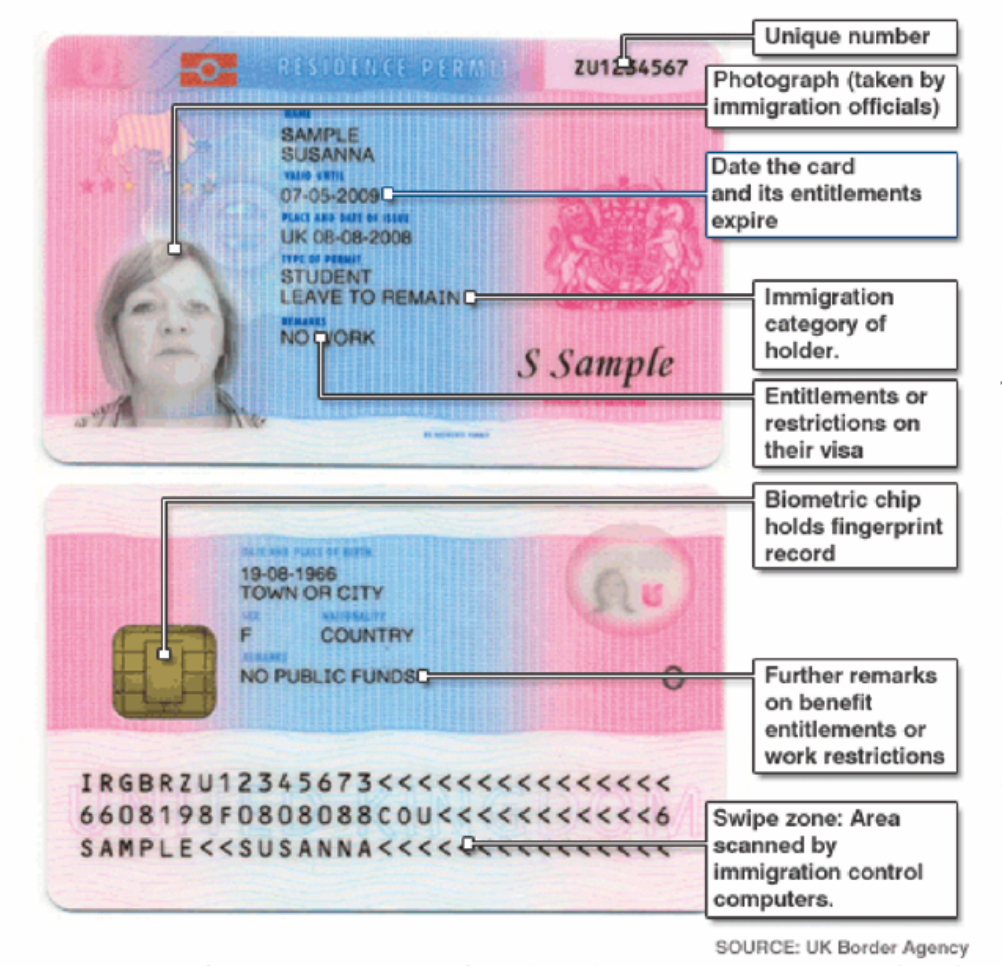 RESIDENCE PERMIT
ZU1234567
NAME
SAMPLE
SUSANNA
VALID UNTIL
07-05-2009
PLACE AND DATE OF ISSUE
UK 08-08-2008
TYPE OF PERMIT
STUDENT
LEAVE TO REMAIN
REMARKS
NO WORK
S Sample
Unique number
Photograph (taken by
immigration officials)
Date the card
and its entitlements
expire
Immigration
category of
holder.
Entitlements or
restrictions on
their visa
DATE AND PLACE OF BIRTH
19-08-1966
TOWN OR CITY
SEX NATIONALITY
F COUNTRY
REMARKS
NO PUBLIC FUNDS
IRGBRZU12345673<<<<<<<<<<<<<<<
6608198F0808088COU<<<<<<<<<<<6
SAMPLE<<SUSANNA<<<<<<<<<<<<<<<
UNITED KINGDOM
Biometric chip
holds fingerprint
record
Further remarks
on benefit
entitlements or
work restrictions
Swipe zone: Area
scanned by
immigration control
computers.
SOURCE: UK Border Agency